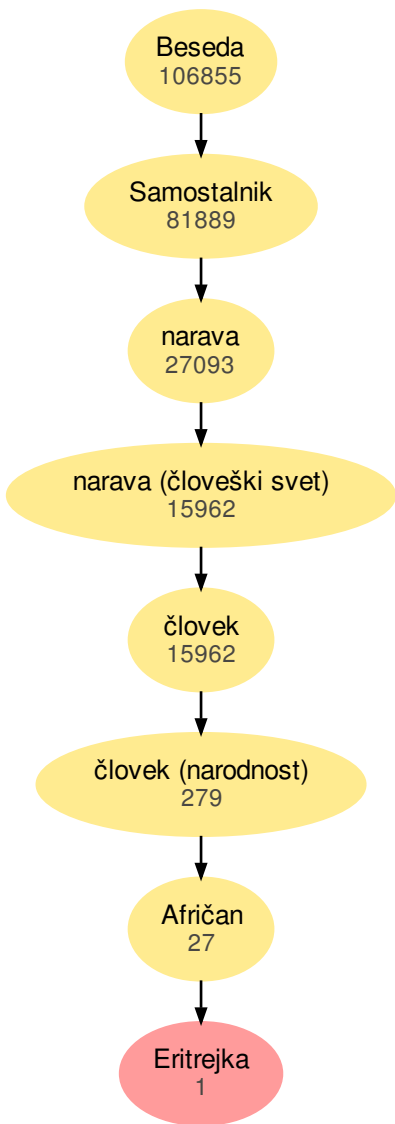 Beseda
106855
Samostalnik
81889
narava
27093
narava (človeški svet)
15962
človek
15962
človek (narodnost)
279
Afričan
27
Eritrejka
1